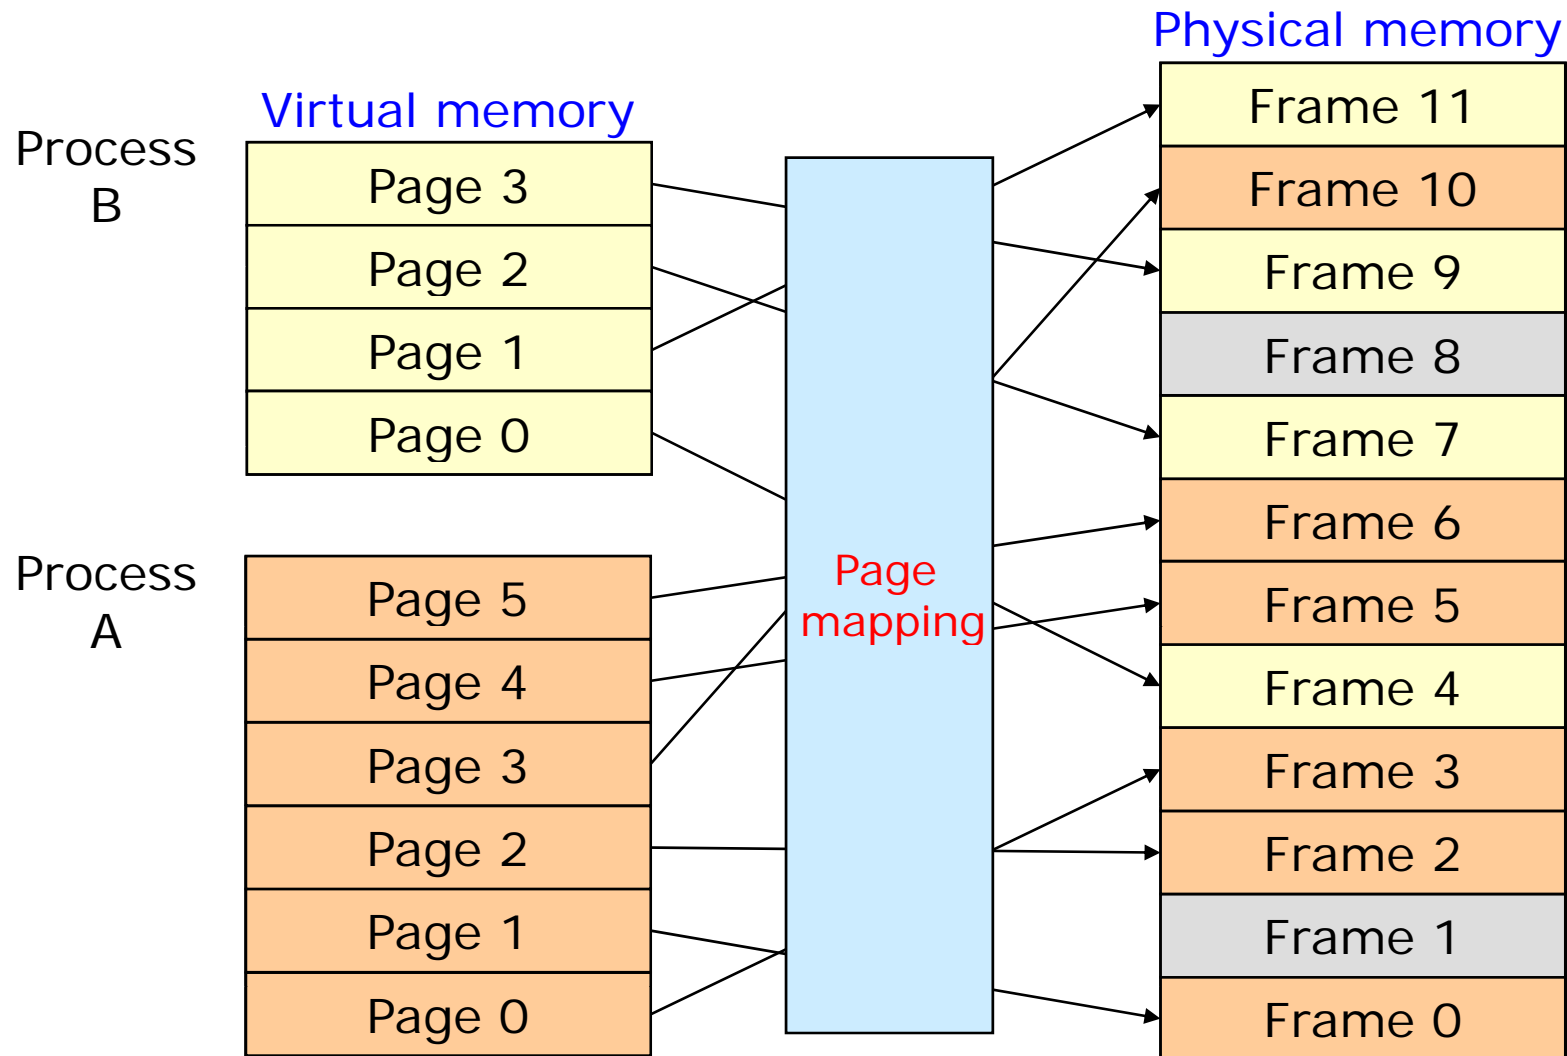 Physical memory
Virtual memory
Process
B
Page 3
Page 2
Page 1
Page 0
Process
A
Page 5
Page 4
Page 3
Page 2
Page 1
Page 0
Page
mapping
Frame 11
Frame 10
Frame 9
Frame 8
Frame 7
Frame 6
Frame 5
Frame 4
Frame 3
Frame 2
Frame 1
Frame 0